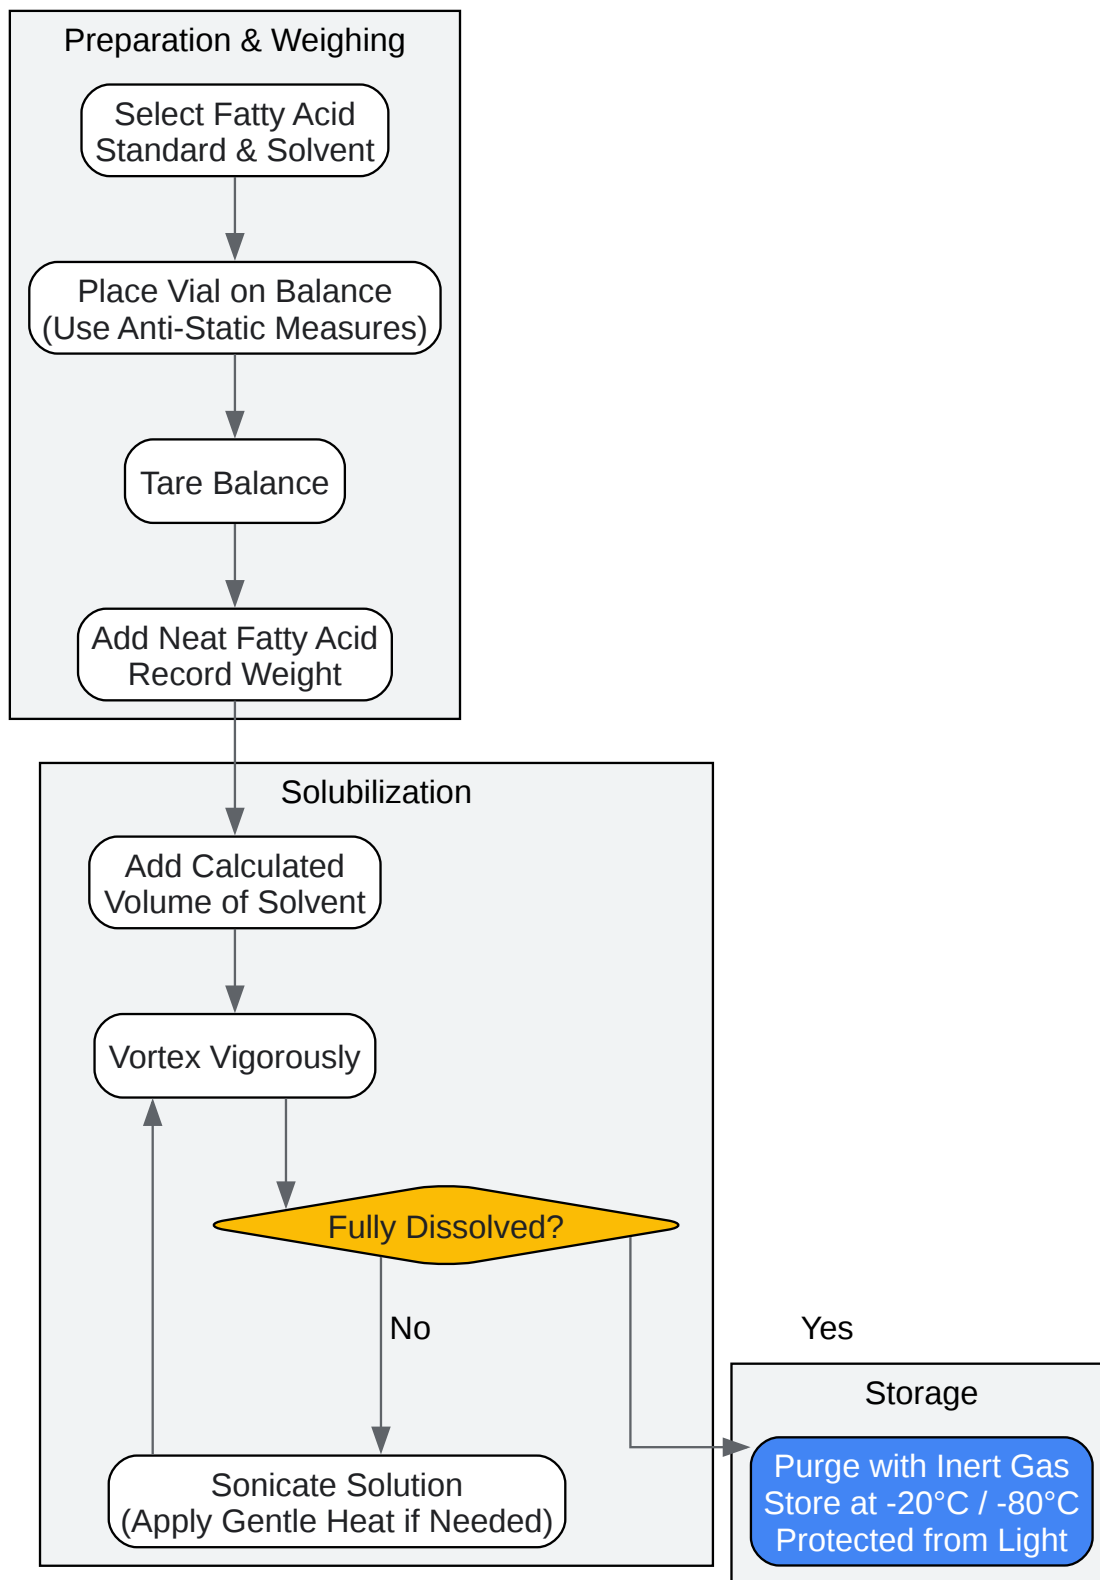 Preparation & Weighing
Select Fatty Acid
Standard & Solvent
Place Vial on Balance
(Use Anti-Static Measures)
Tare Balance
Add Neat Fatty Acid
Record Weight
Solubilization
Add Calculated
Volume of Solvent
Vortex Vigorously
Fully Dissolved?
No
Yes
Sonicate Solution
(Apply Gentle Heat if Needed)
Storage
Purge with Inert Gas
Store at -20°C / -80°C
Protected from Light